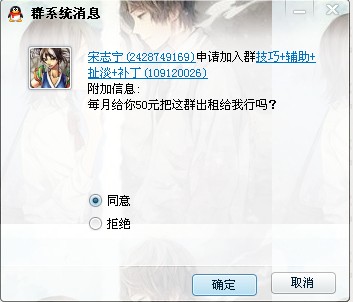 群系统消息
宋志宁(2428749169)申请加入群技巧+辅助+
扯淡+补丁(109120026)
附加信息:
每月给你50元把这群出租给我行吗?
同意
拒绝
确定
取消